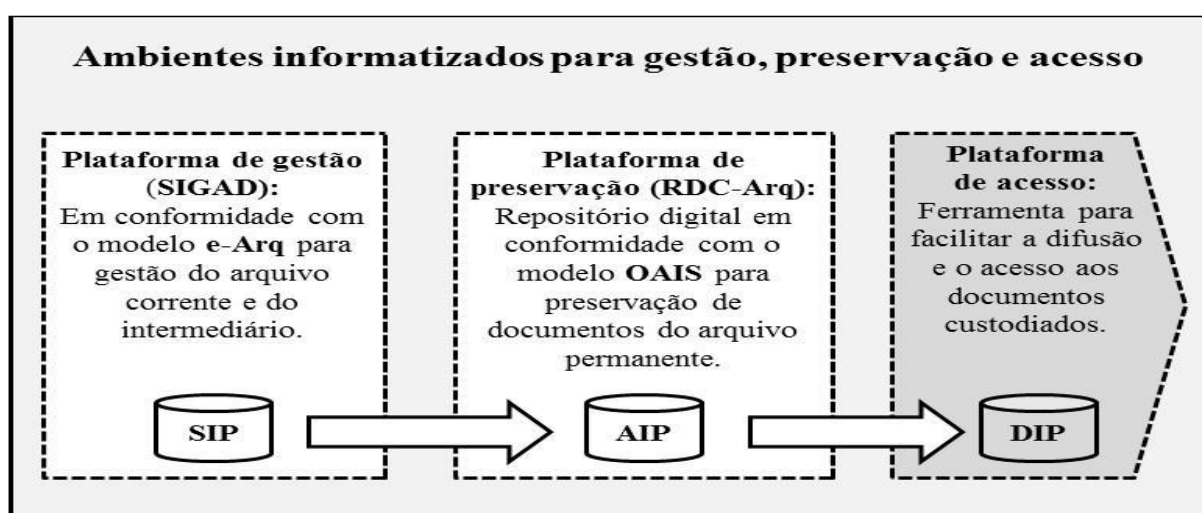 Ambientes informatizados para gestão, preservação e acesso
Plataforma de gestão
(SIGAD):
Em conformidade com
o modelo e-Arq para
gestão do arquivo
corrente e do
intermediário.
SIP
Plataforma de
preservação (RDC-Arq):
Repositório digital em
conformidade com o
modelo OAIS para
preservação de
documentos do arquivo
permanente.
AIP
Plataforma
de acesso:
Ferramenta para
facilitar a difusão
e o acesso aos
documentos
custodiados.
DIP